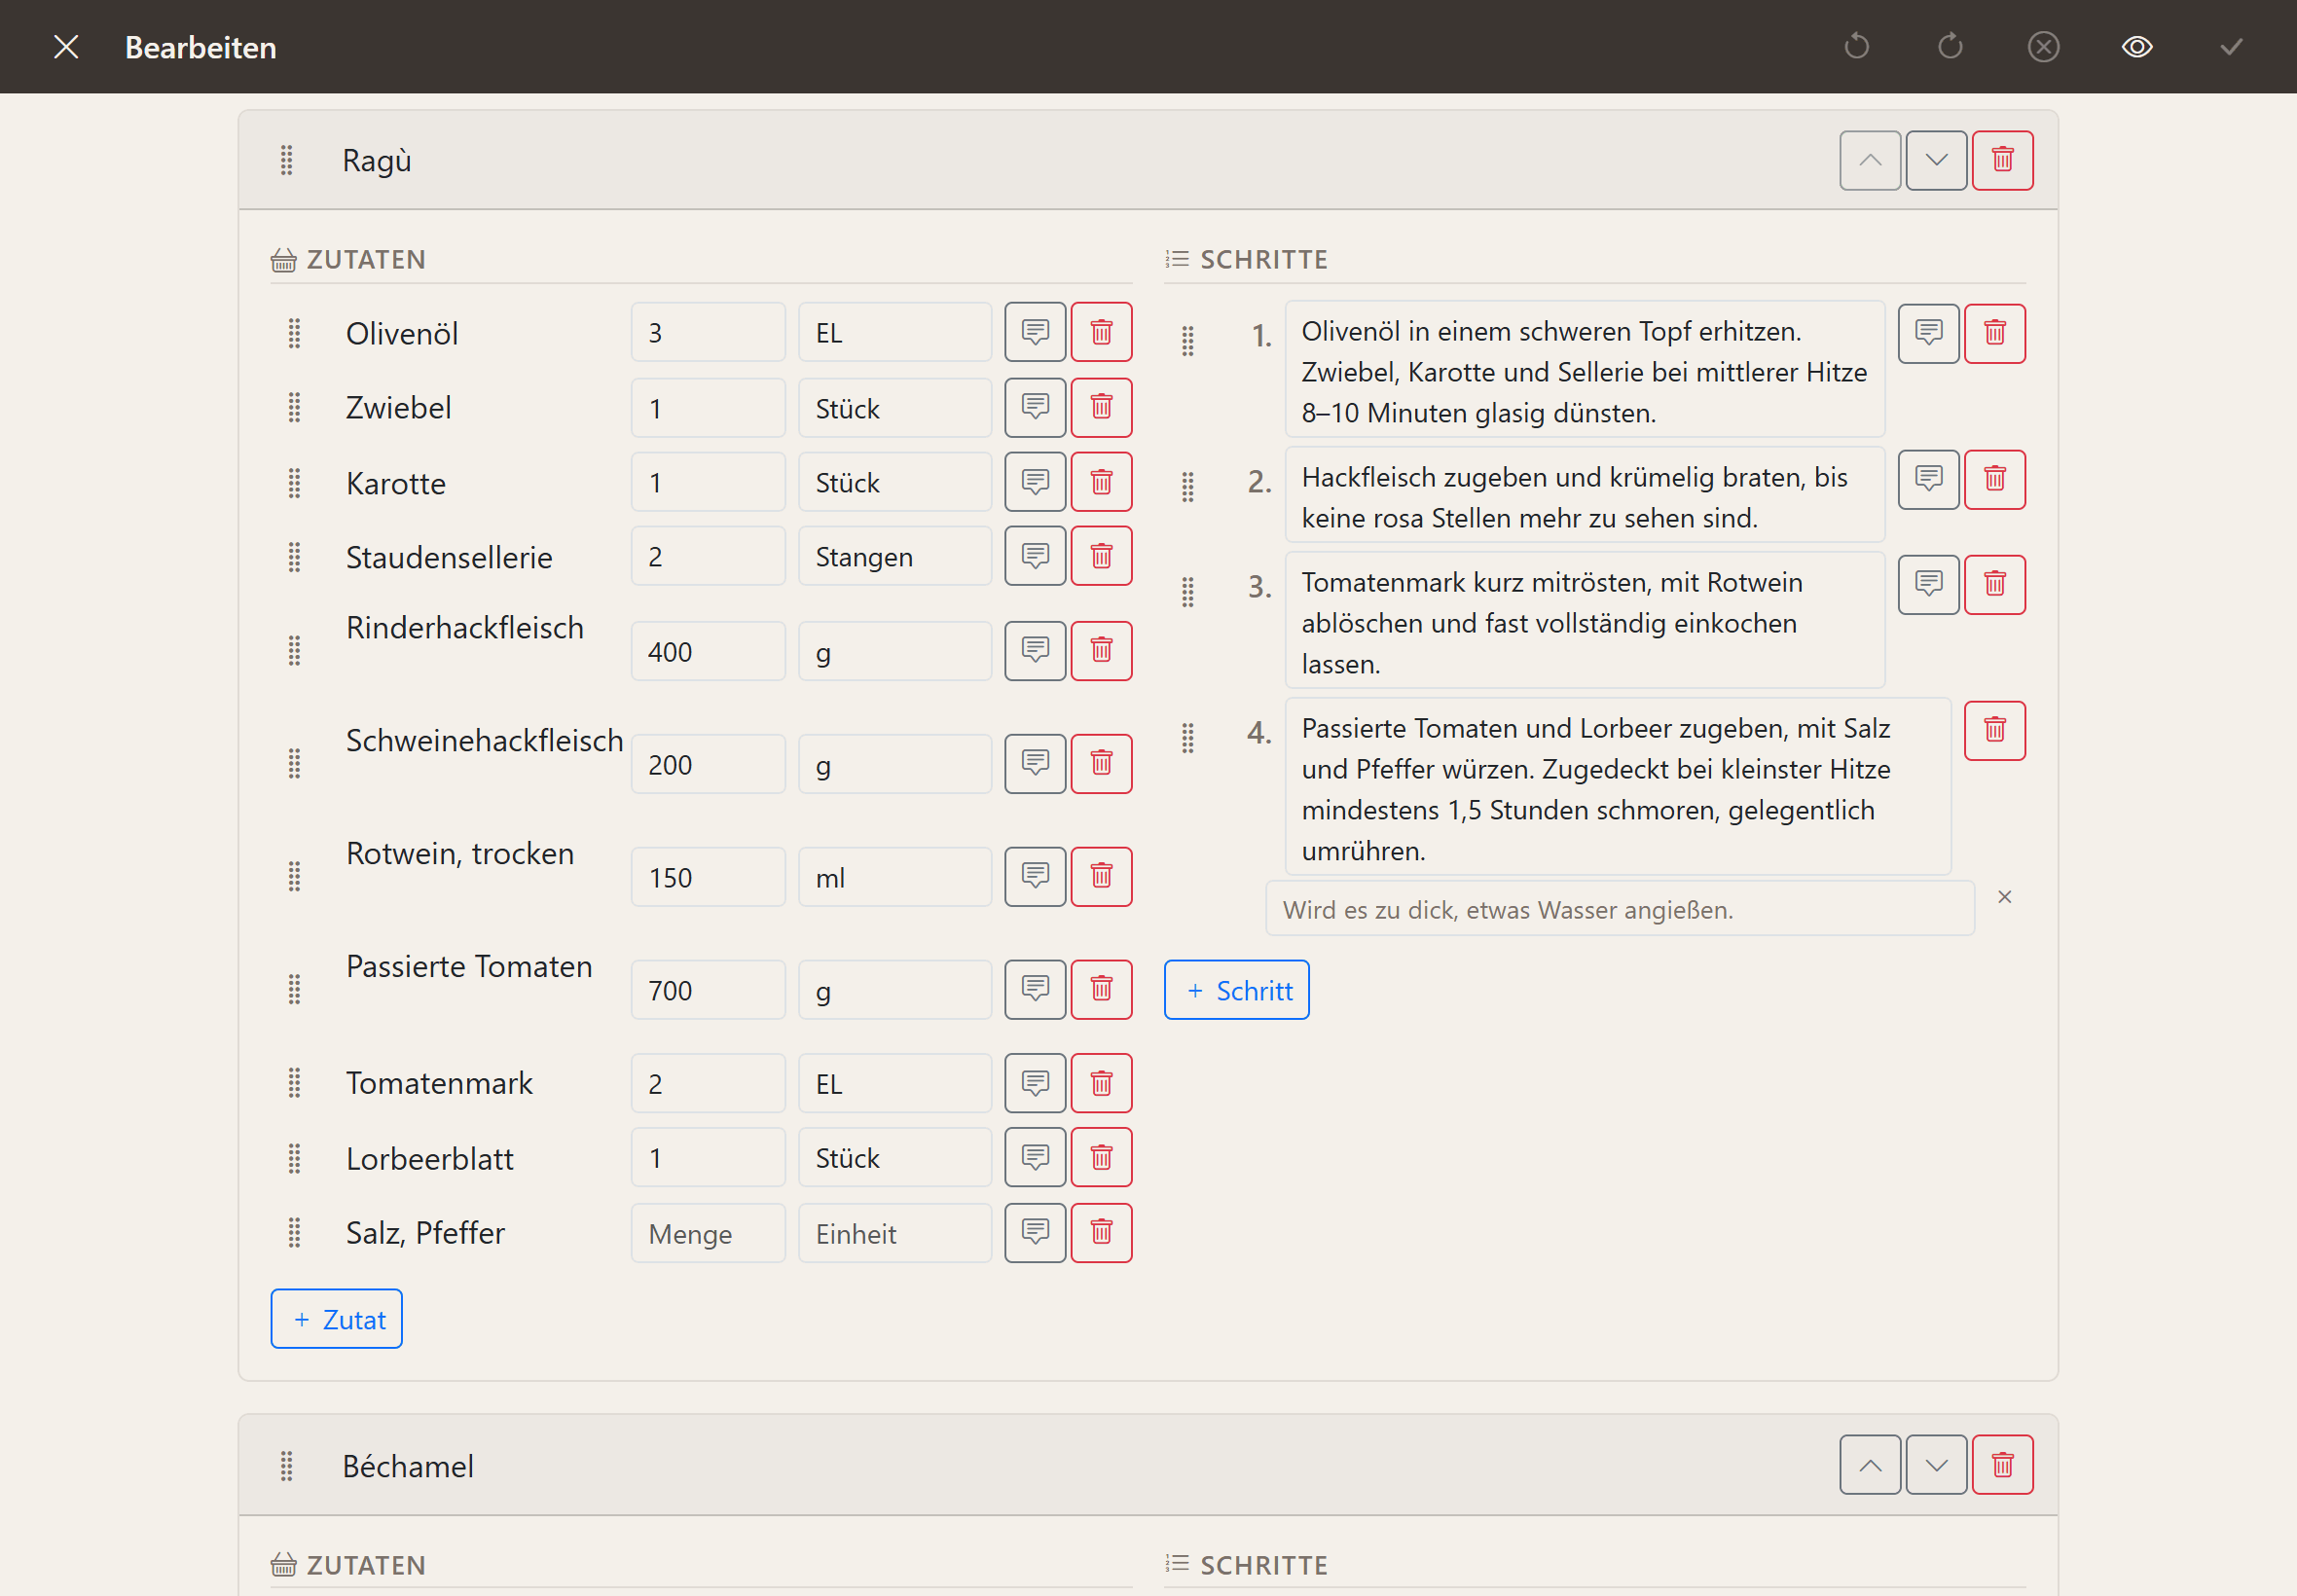 Bearbeiten
Ragù
ZUTATEN
Olivenöl 3 EL
Zwiebel 1 Stück
Karotte 1 Stück
Staudensellerie 2 Stangen
Rinderhackfleisch 400 g
Schweinehackfleisch 200 g
Rotwein, trocken 150 ml
Passierte Tomaten 700 g
Tomatenmark 2 EL
Lorbeerblatt 1 Stück
Salz, Pfeffer Menge Einheit
+ Zutat
SCHRITTE
1. Olivenöl in einem schweren Topf erhitzen.
Zwiebel, Karotte und Sellerie bei mittlerer Hitze
8–10 Minuten glasig dünsten.
2. Hackfleisch zugeben und krümelig braten, bis
keine rosa Stellen mehr zu sehen sind.
3. Tomatenmark kurz mitrösten, mit Rotwein
ablöschen und fast vollständig einkochen
lassen.
4. Passierte Tomaten und Lorbeer zugeben, mit Salz
und Pfeffer würzen. Zugedeckt bei kleinster Hitze
mindestens 1,5 Stunden schmoren, gelegentlich
umrühren.
Wird es zu dick, etwas Wasser angießen.
+ Schritt
Béchamel
ZUTATEN
SCHRITTE